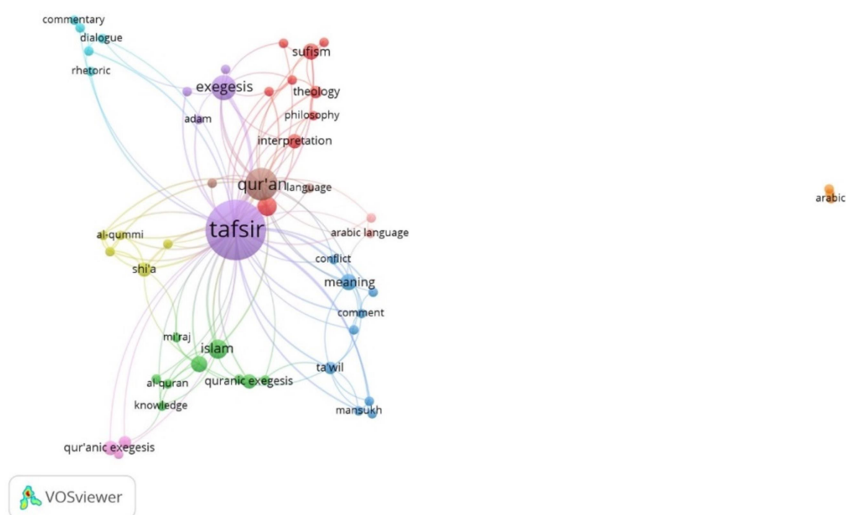 commentary
dialogue
rhetoric
exegesis
adam
sufism
theology
philosophy
interpretation
qur'an
language
tafsir
al-qummi
shi'a
arabic language
conflict
meaning
comment
mi'raj
islam
al-quran
quranic exegesis
knowledge
ta'wil
mansukh
qur'anic exegesis
arabic
VOSviewer